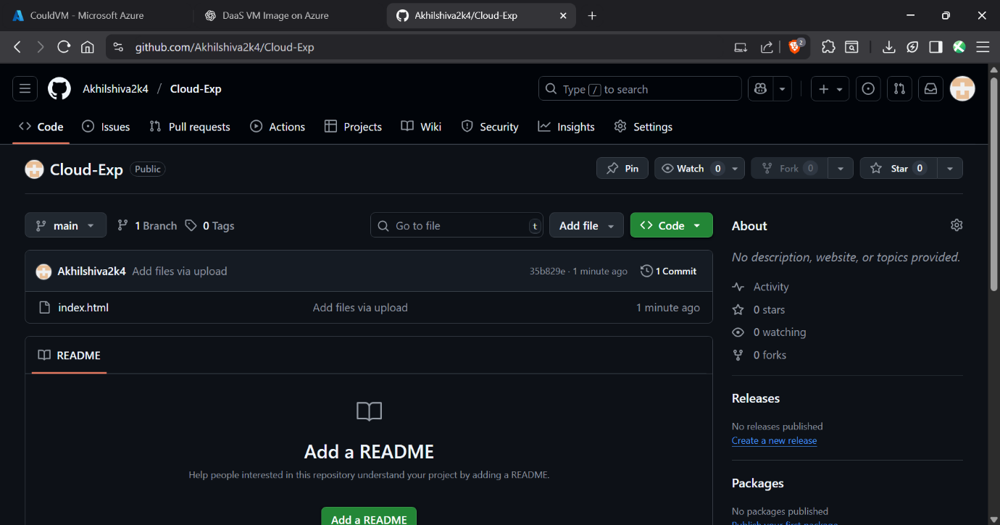 CouldVM - Microsoft Azure
DaaS VM Image on Azure
Akhilshiva2k4/Cloud-Exp
github.com/Akhilshiva2k4/Cloud-Exp
2
Akhilshiva2k4 / Cloud-Exp
Type / to search
Code
Issues
Pull requests
Actions
Projects
Wiki
Security
Insights
Settings
Cloud-Exp
Public
Pin
Watch 0
Fork 0
Star 0
main
1 Branch
0 Tags
Go to file
t
Add file
Code
Akhilshiva2k4 Add files via upload
35b829e · 1 minute ago
1 Commit
index.html
Add files via upload
1 minute ago
README
Add a README
Help people interested in this repository understand your project by adding a README.
Add a README
About
No description, website, or topics provided.
Activity
0 stars
0 watching
0 forks
Releases
No releases published
Create a new release
Packages
No packages published
Publish your first package